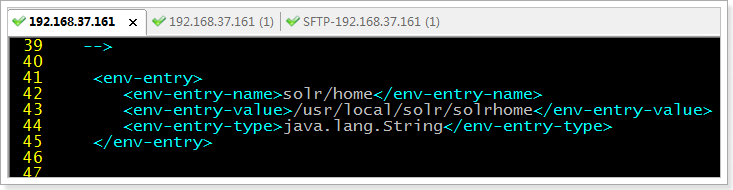 192.168.37.161 × 192.168.37.161 (1) SFTP-192.168.37.161 (1)
39 -->
40
41 <env-entry>
42 <env-entry-name>solr/home</env-entry-name>
43 <env-entry-value>/usr/local/solr/solrhome</env-entry-value>
44 <env-entry-type>java.lang.String</env-entry-type>
45 </env-entry>
46
47